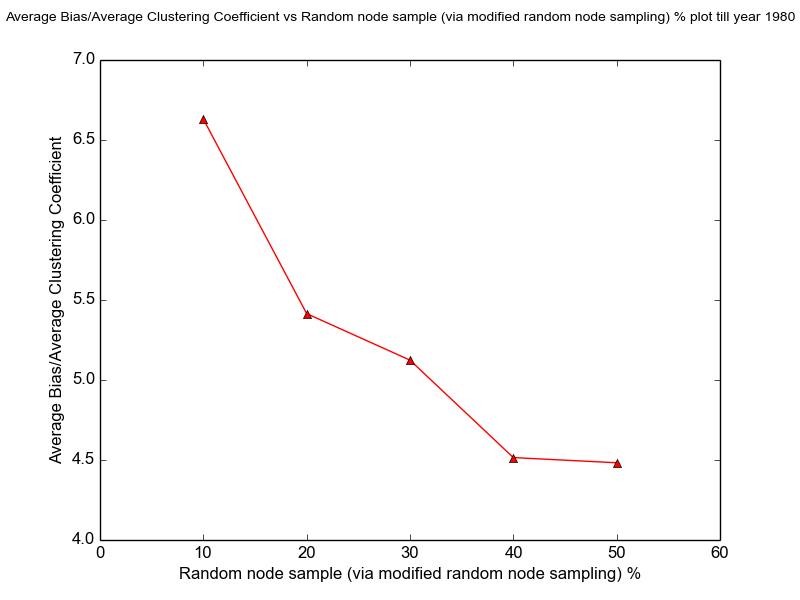 Average Bias/Average Clustering Coefficient vs Random node sample (via modified random node sampling) % plot till year 1980
7.0
6.5
6.0
5.5
5.0
4.5
4.0
Average Bias/Average Clustering Coefficient
0 10 20 30 40 50 60
Random node sample (via modified random node sampling) %